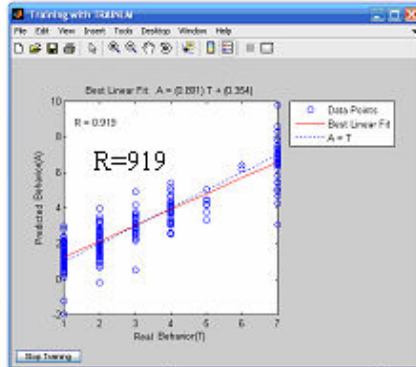 Training with TRAINLM
File Edit View Insert Tools Desktop Window Help
Best Linear Fit: A = (0.891) T + (0.354)
10
8
6
4
2
0
-2
1 2 3 4 5 6 7
R = 0.919
R=919
Predicted Behavior(A)
Real Behavior(T)
Data Points
Best Linear Fit
A = T
Stop Training